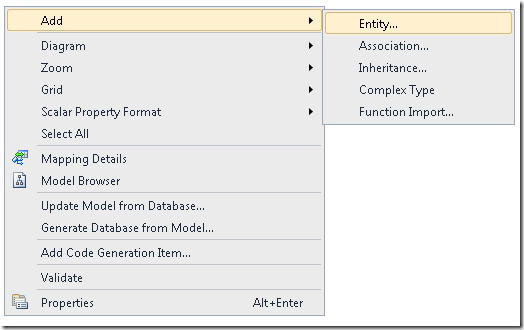 Add
Diagram
Zoom
Grid
Scalar Property Format
Select All
Mapping Details
Model Browser
Update Model from Database...
Generate Database from Model...
Add Code Generation Item...
Validate
Properties Alt+Enter
Entity...
Association...
Inheritance...
Complex Type
Function Import...